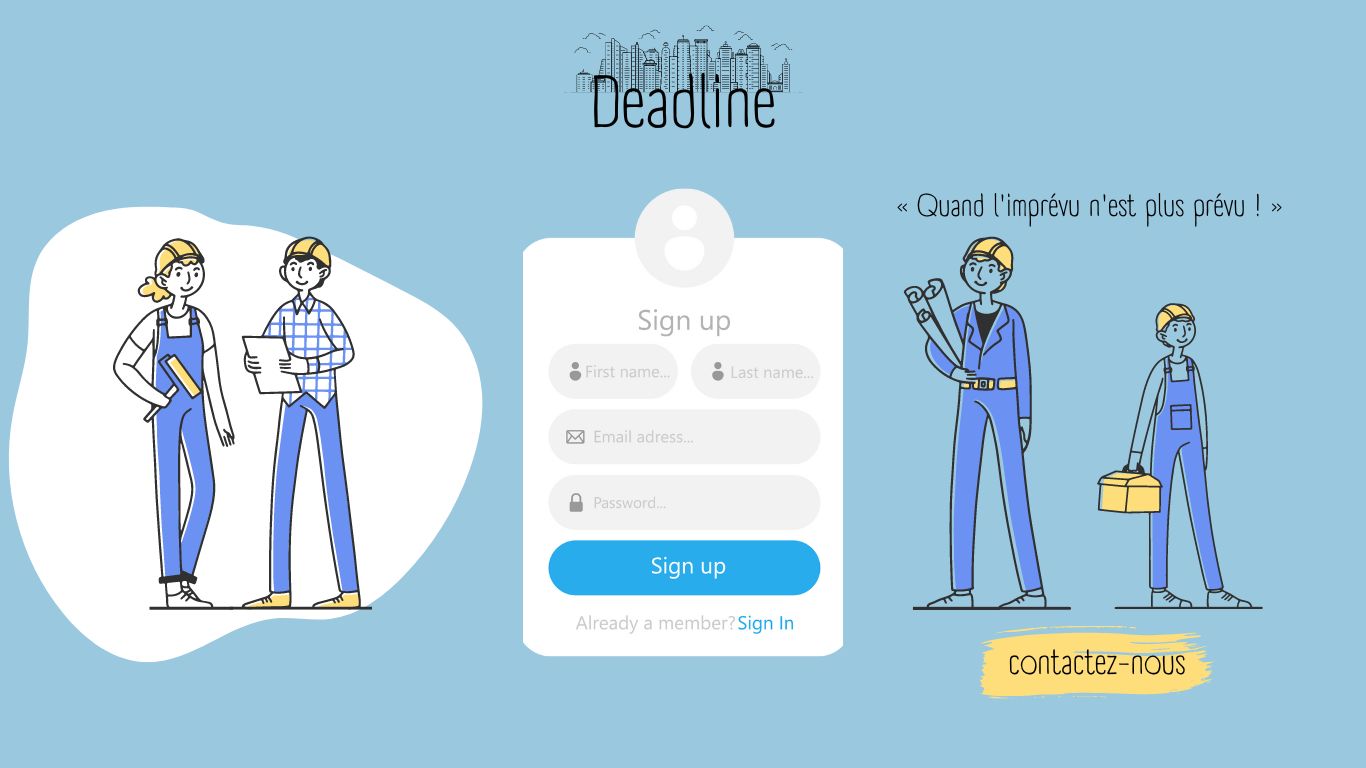 Deadline
« Quand l'imprévu n'est plus prévu ! »
Sign up
First name...
Last name...
Email adress...
Password...
Sign up
Already a member? Sign In
contactez-nous